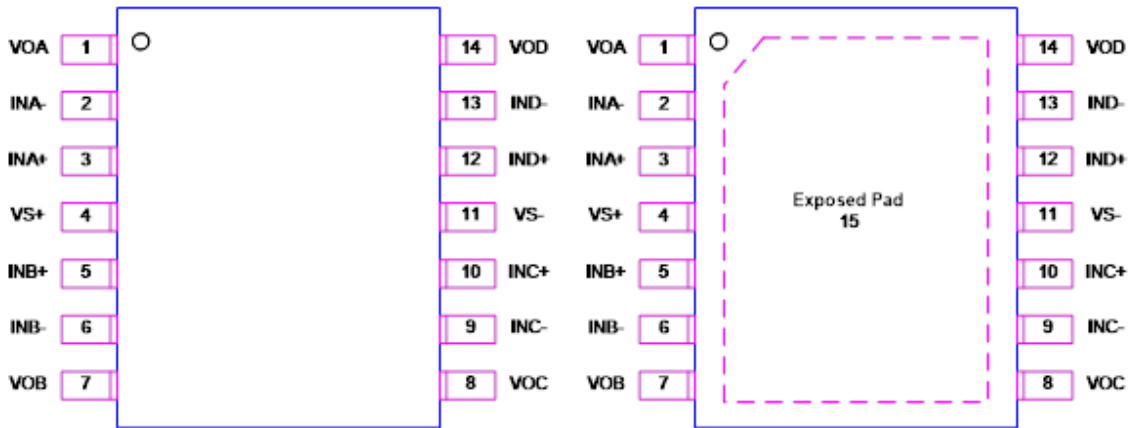 VOA 1 14 VOD
INA- 2 13 IND-
INA+ 3 12 IND+
VS+ 4 11 VS-
INB+ 5 10 INC+
INB- 6 9 INC-
VOB 7 8 VOC
VOA 1 14 VOD
INA- 2 13 IND-
INA+ 3 12 IND+
Exposed Pad
15
VS+ 4 11 VS-
INB+ 5 10 INC+
INB- 6 9 INC-
VOB 7 8 VOC